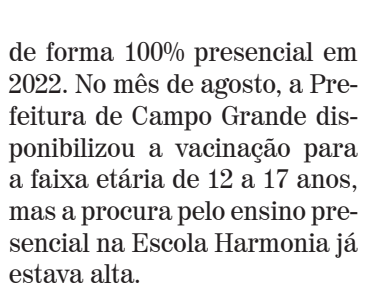 de forma 100% presencial em
2022. No mês de agosto, a Pre-
feitura de Campo Grande dis-
ponibilizou a vacinação para
a faixa etária de 12 a 17 anos,
mas a procura pelo ensino pre-
sencial na Escola Harmonia já
estava alta.